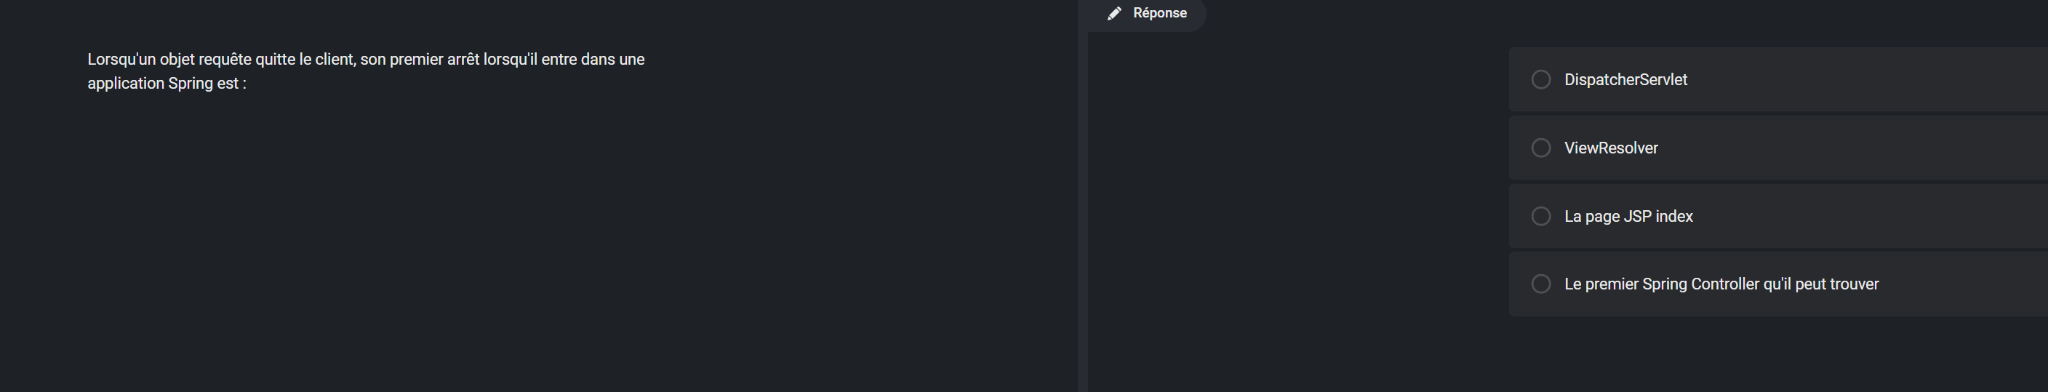 Réponse
Lorsqu'un objet requête quitte le client, son premier arrêt lorsqu'il entre dans une
application Spring est :
DispatcherServlet
ViewResolver
La page JSP index
Le premier Spring Controller qu'il peut trouver